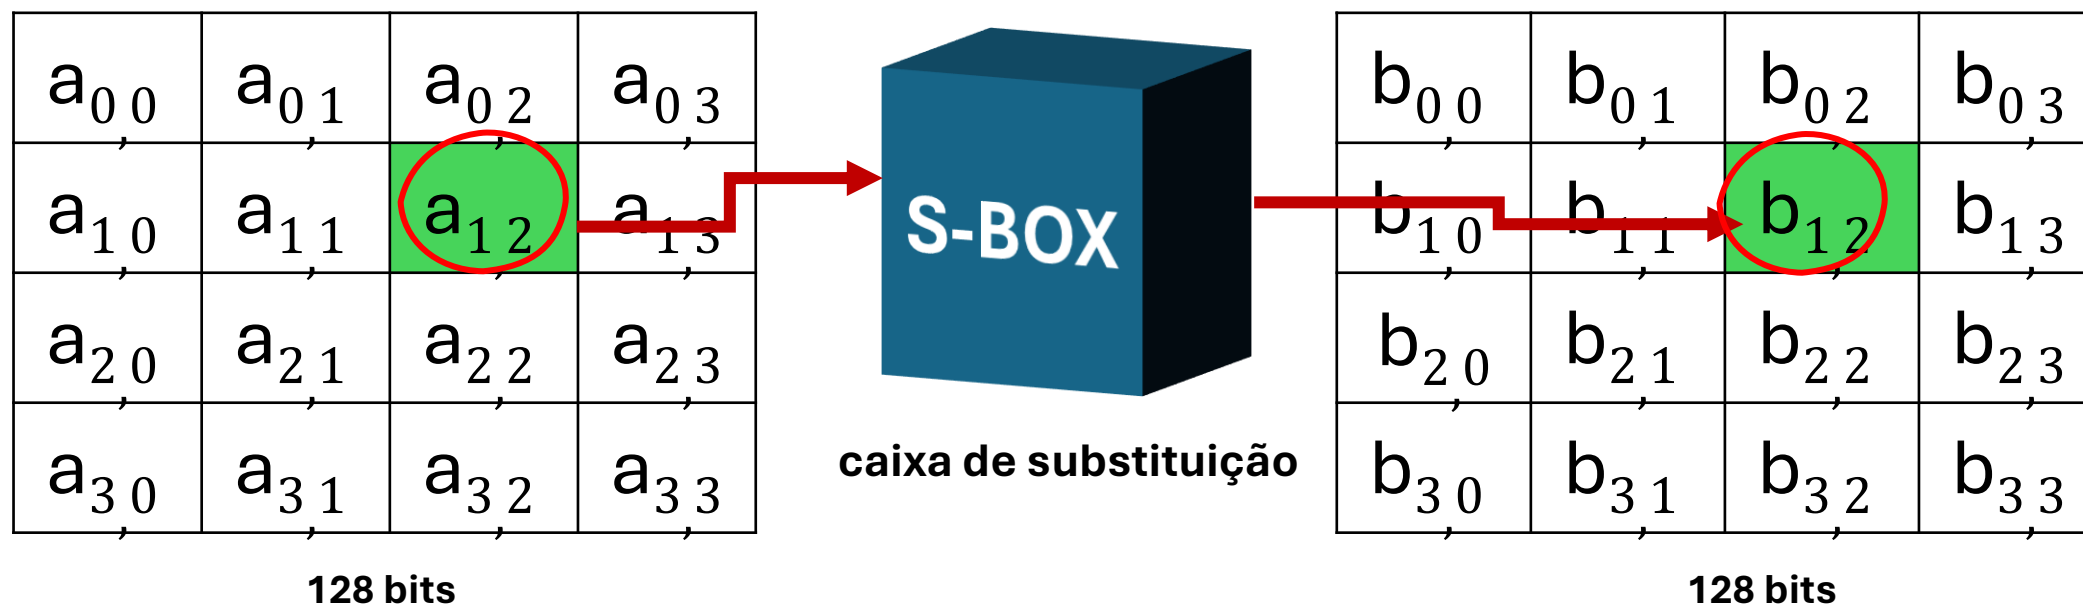 a0,0 a0,1 a0,2 a0,3
a1,0 a1,1 a1,2 a1,3
a2,0 a2,1 a2,2 a2,3
a3,0 a3,1 a3,2 a3,3
128 bits
S-BOX
caixa de substituição
b0,0 b0,1 b0,2 b0,3
b1,0 b1,1 b1,2 b1,3
b2,0 b2,1 b2,2 b2,3
b3,0 b3,1 b3,2 b3,3
128 bits